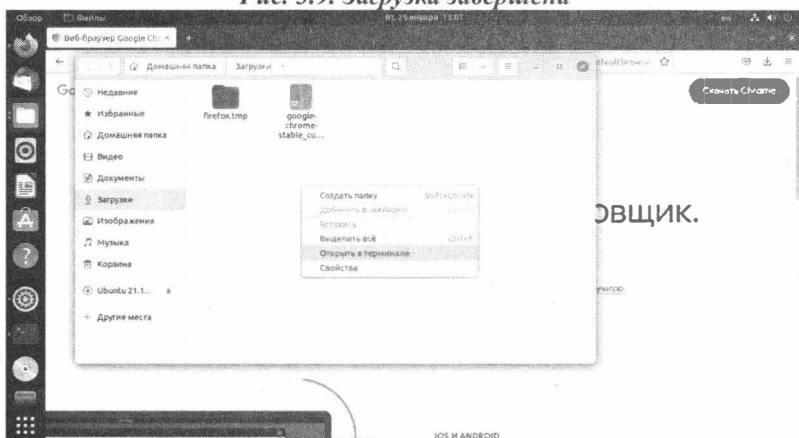 Рис. 3.9. Загрузка завершена
Обзор
Файлы
Вт, 25 января 13:07
en
Веб-браузер Google Chr
Домашняя папка
Загрузки
Скачать Chrome
Недавние
Избранные
Домашняя папка
Видео
Документы
Загрузки
Изображения
Музыка
Корзина
Ubuntu 21.1...
Другие места
firefox.tmp
google-
chrome-
stable_cu...
Создать папку
Добавить в закладки
Вставить
Выделить всё Ctrl+A
Открыть в терминале
Свойства
овщик.
IOS И ANDROID